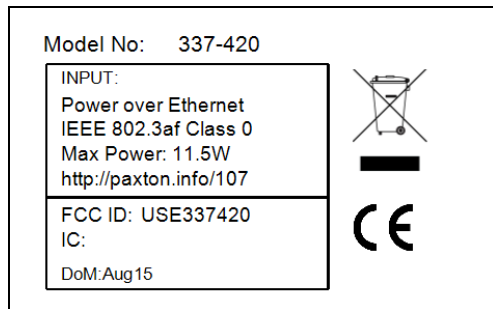 Model No: 337-420
INPUT:
Power over Ethernet
IEEE 802.3af Class 0
Max Power: 11.5W
http://paxton.info/107
FCC ID: USE337420
IC:
DoM:Aug15
CE